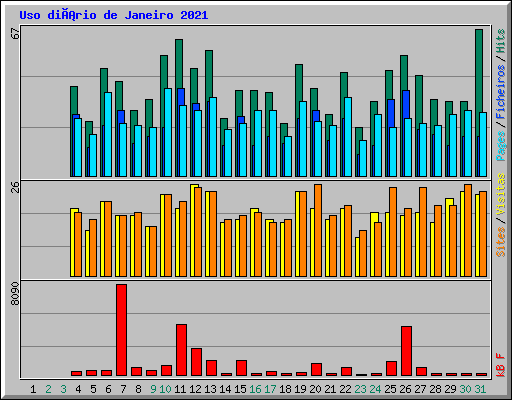 Uso diÃ¡rio de Janeiro 2021
67
26
8090
Pages / Ficheiros / Hits
Sites / Visitas
kB F
1 2 3 4 5 6 7 8 9 10 11 12 13 14 15 16 17 18 19 20 21 22 23 24 25 26 27 28 29 30 31